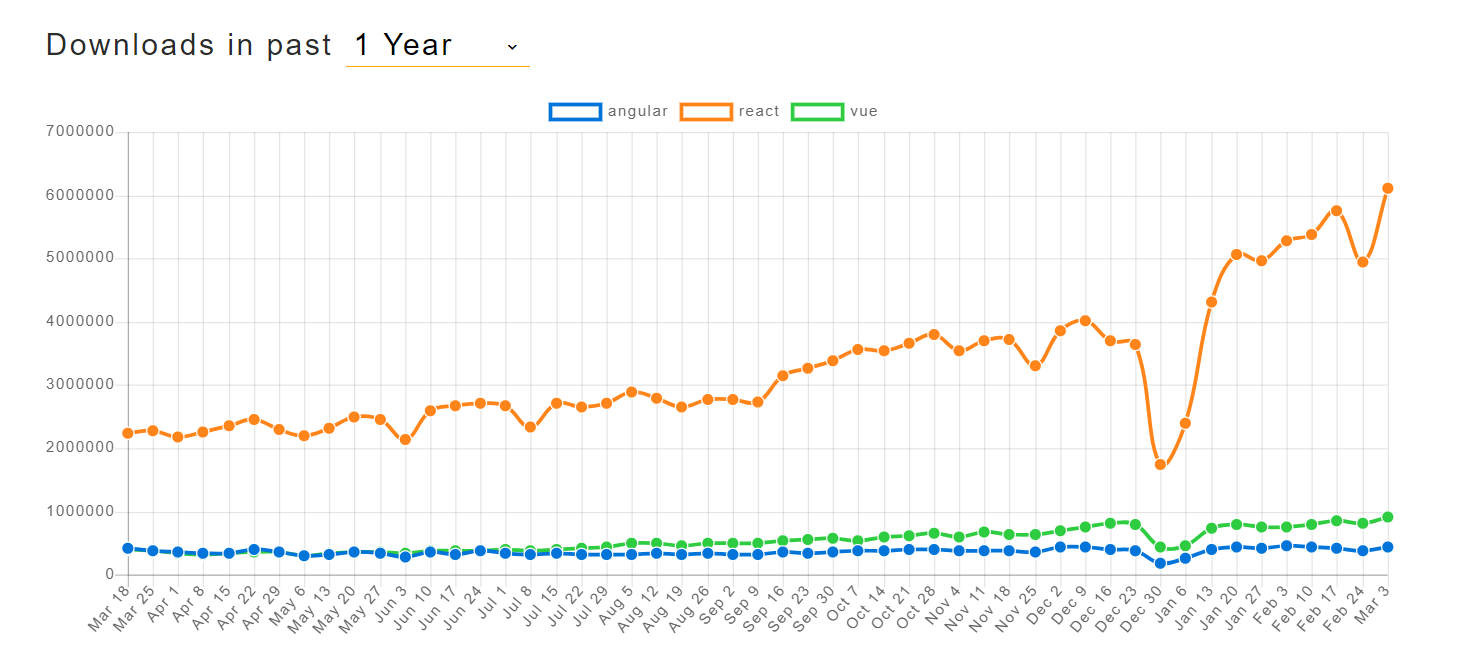 Downloads in past 1 Year
angular react vue
7000000
6000000
5000000
4000000
3000000
2000000
1000000
0
Mar 18 Mar 25 Apr 1 Apr 8 Apr 15 Apr 22 Apr 29 May 6 May 13 May 20 May 27 Jun 3 Jun 10 Jun 17 Jun 24 Jul 1 Jul 8 Jul 15 Jul 22 Jul 29 Aug 5 Aug 12 Aug 19 Aug 26 Sep 2 Sep 9 Sep 16 Sep 23 Sep 30 Oct 7 Oct 14 Oct 21 Oct 28 Nov 4 Nov 11 Nov 18 Nov 25 Dec 2 Dec 9 Dec 16 Dec 23 Dec 30 Jan 6 Jan 13 Jan 20 Jan 27 Feb 3 Feb 10 Feb 17 Feb 24 Mar 3